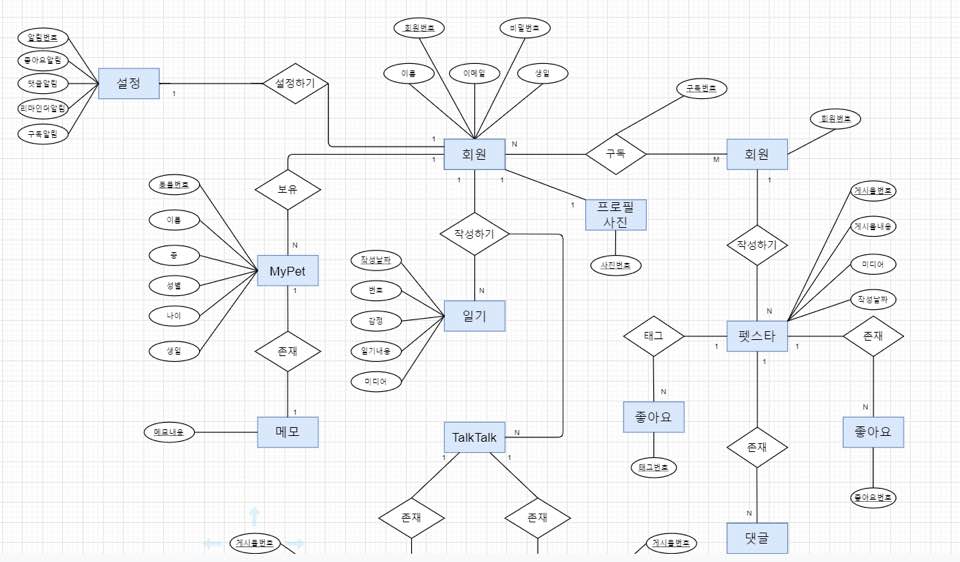 알림번호
좋아요알림
댓글알림
리마인더알림
구독알림
설정
1
설정하기
회원번호
비밀번호
이름
이메일
생일
1
1
회원
N
1
1
구독번호
구독
M
회원번호
회원
1
1
프로필
사진
사진번호
보유
N
동물번호
이름
종
성별
나이
생일
MyPet
1
존재
1
메모
메모내용
작성하기
N
작성날짜
번호
감정
일기내용
미디어
일기
N
TalkTalk
1
1
존재
존재
게시물번호
게시물번호
작성하기
N
게시물번호
게시물내용
미디어
작성날짜
펫스타
1
1
1
태그
N
좋아요
태그번호
존재
N
좋아요
좋아요번호
존재
N
댓글